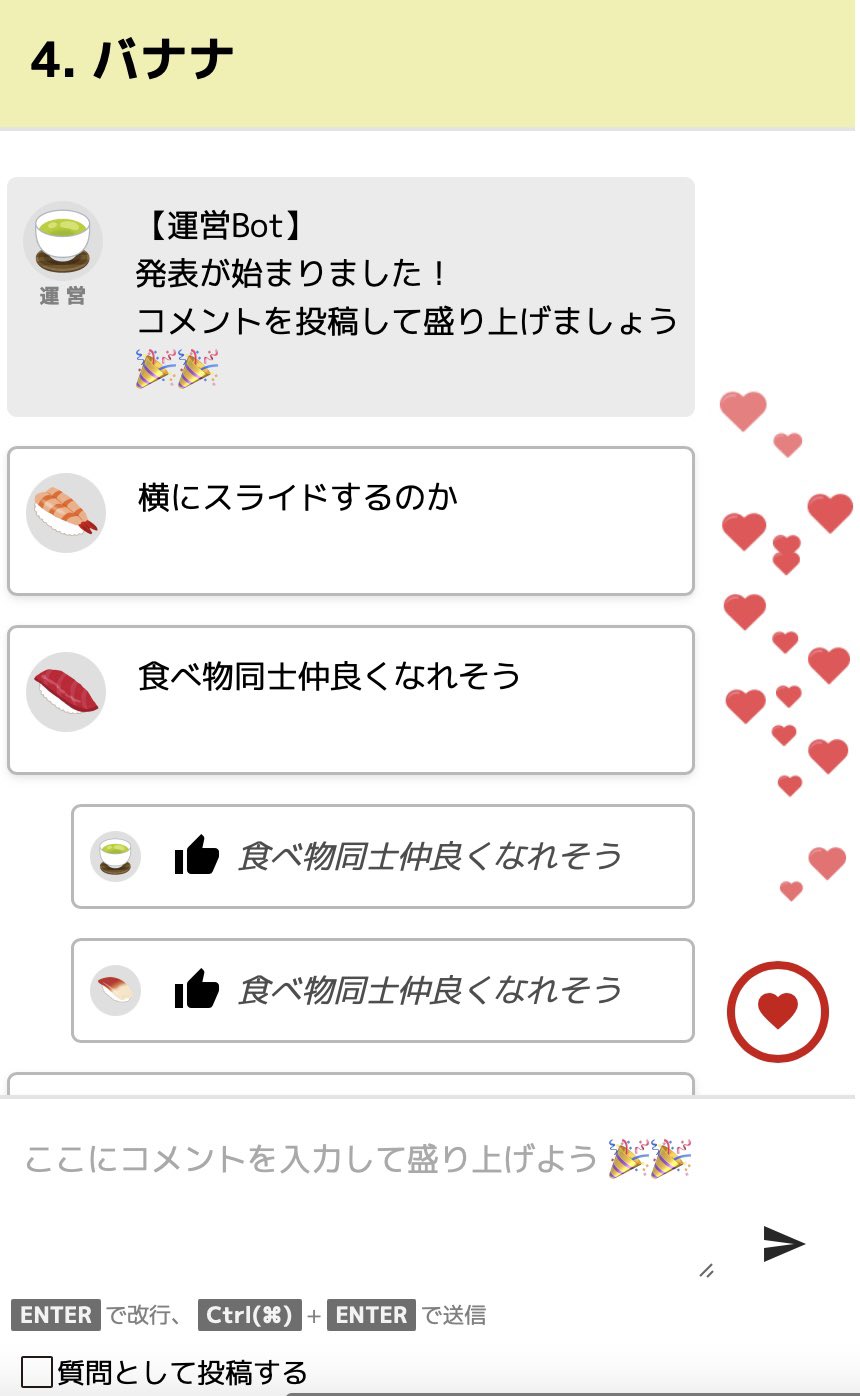 4. バナナ
【運営Bot】
発表が始まりました！
運営
コメントを投稿して盛り上げましょう
🎉🎉
横にスライドするのか
食べ物同士仲良くなれそう
食べ物同士仲良くなれそう
食べ物同士仲良くなれそう
ここにコメントを入力して盛り上げよう 🎉🎉
ENTER で改行、 Ctrl(⌘) + ENTER で送信
質問として投稿する